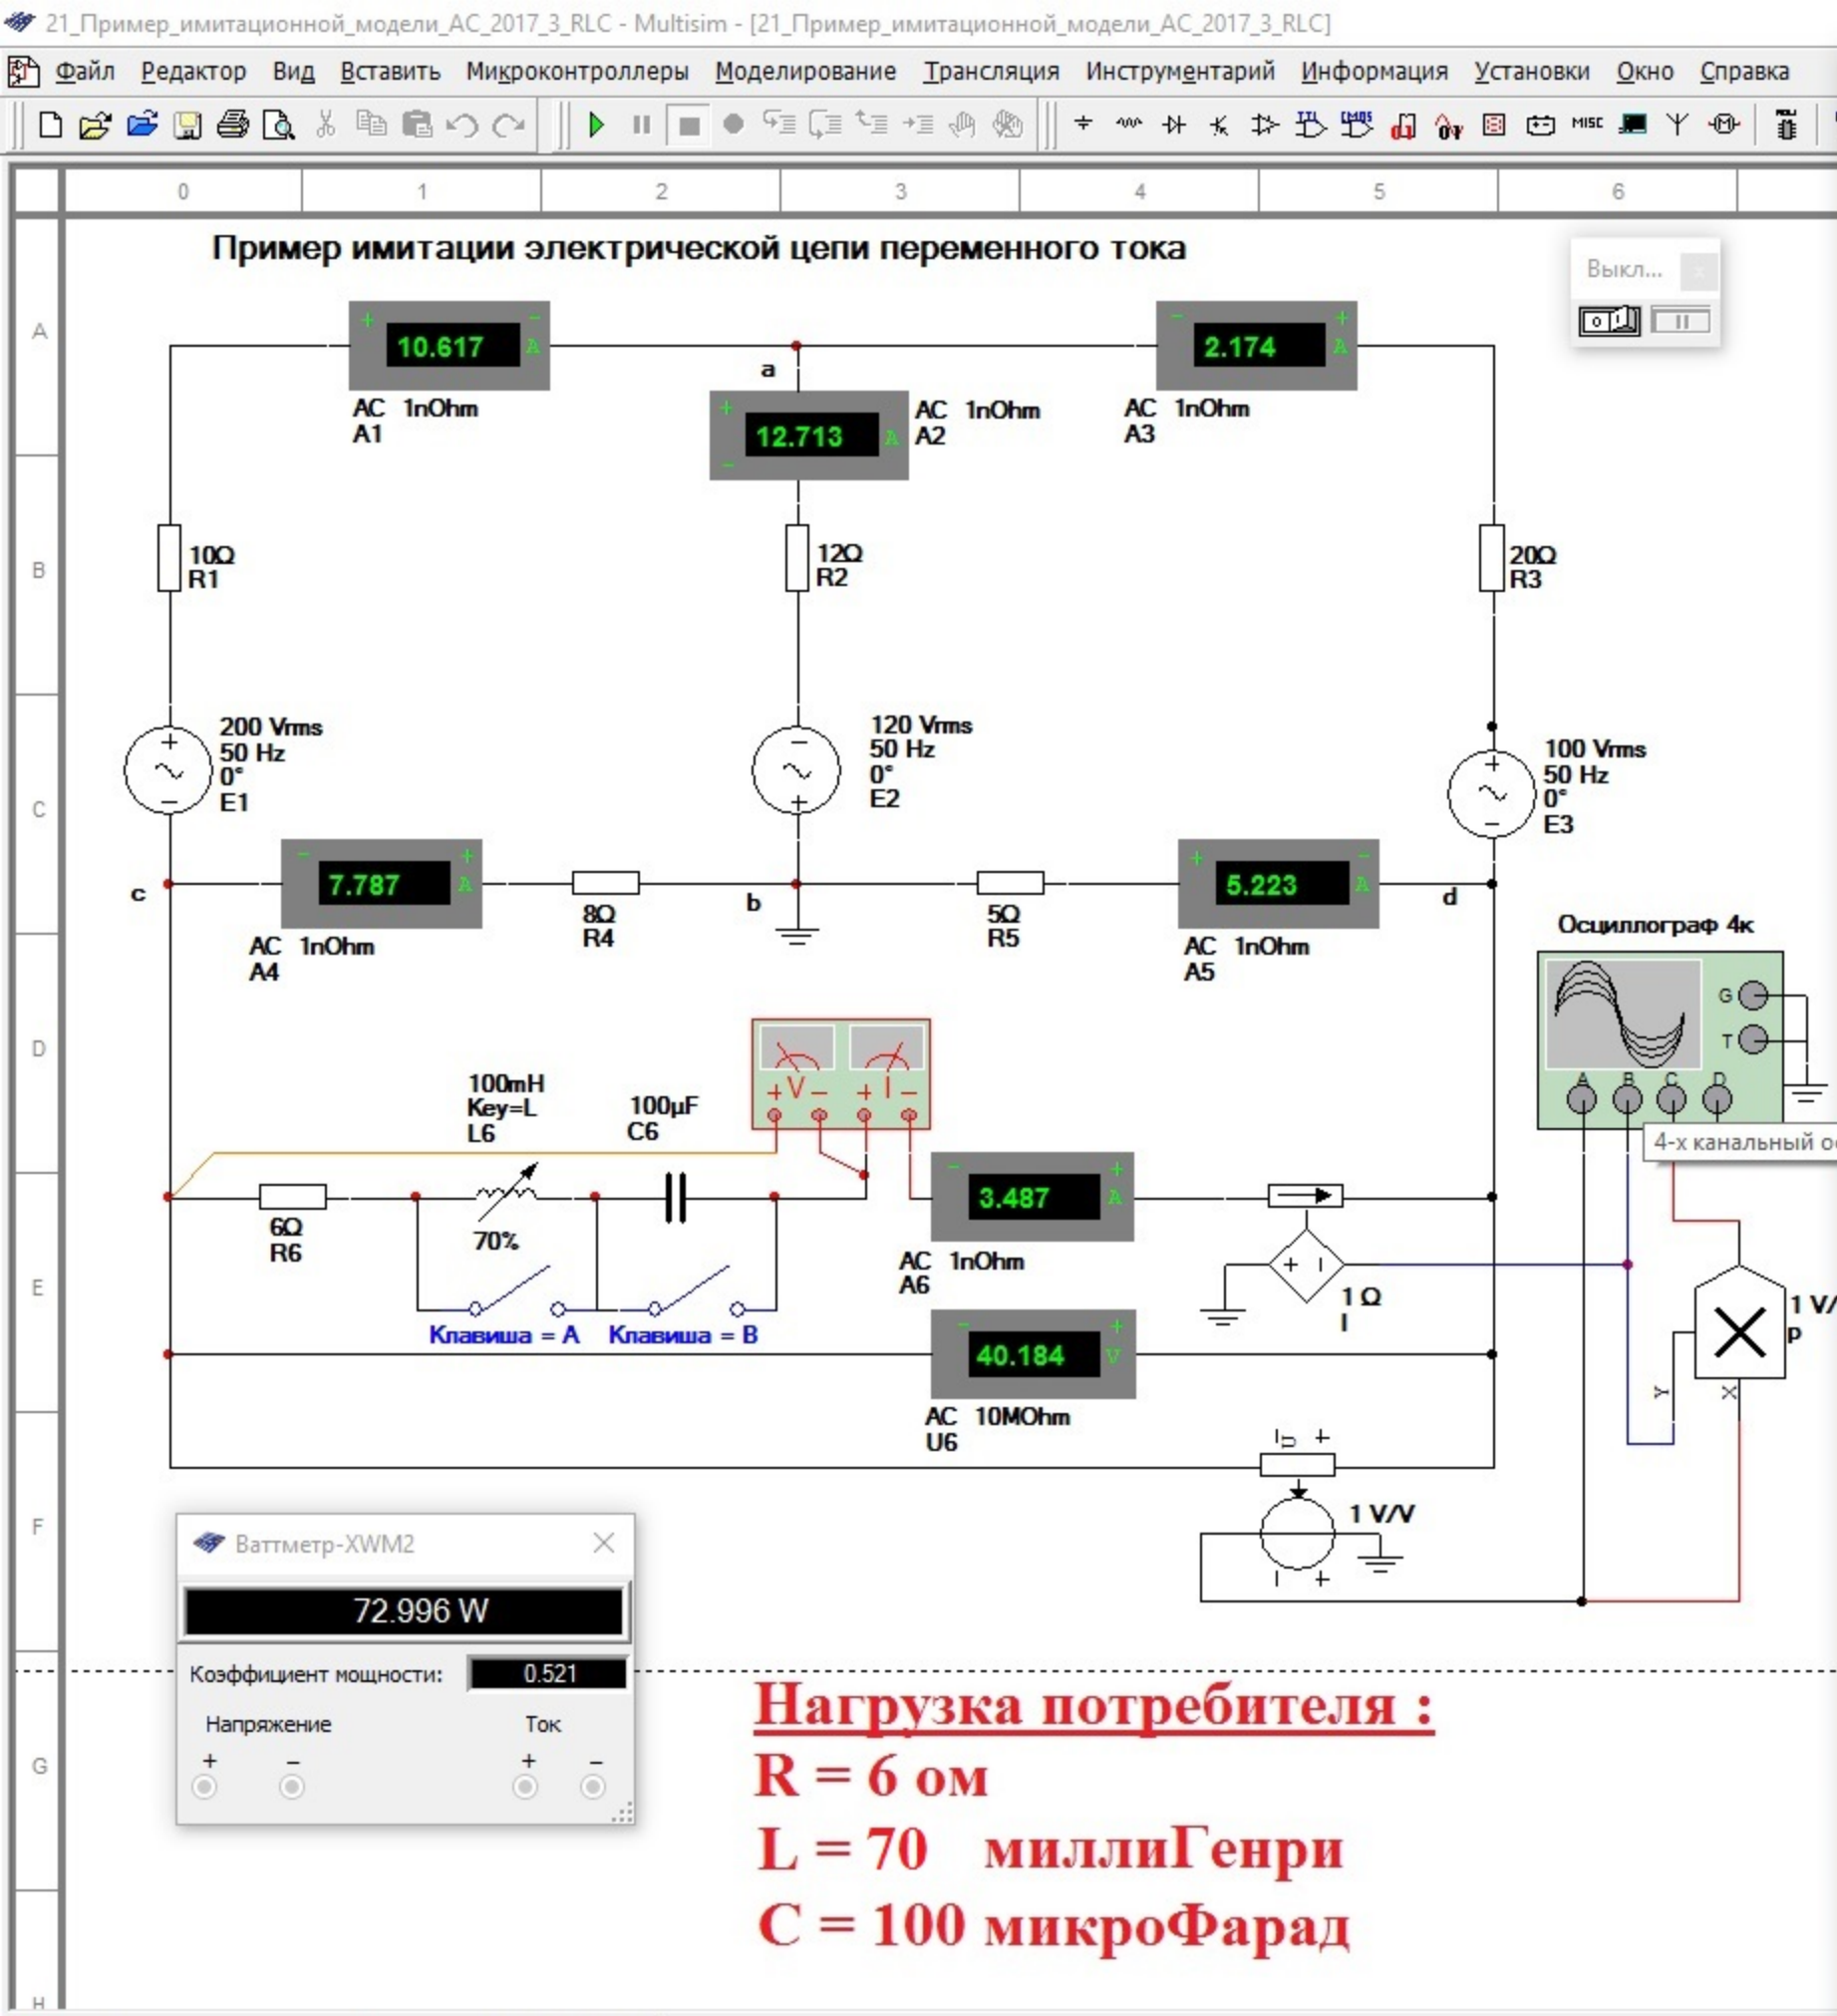 21_Пример_имитационной_модели_AC_2017_3_RLC - Multisim - [21_Пример_имитационной_модели_AC_2017_3_RLC]
Файл Редактор Вид Вставить Микроконтроллеры Моделирование Трансляция Инструментарий Информация Установки Окно Справка
MISC
0 1 2 3 4 5 6
Пример имитации электрической цепи переменного тока
Выкл...
A
10.617 A
AC 1nOhm
A1
a
12.713 A
AC 1nOhm
A2
2.174 A
AC 1nOhm
A3
B
10Ω
R1
12Ω
R2
20Ω
R3
C
200 Vrms
50 Hz
0°
E1
120 Vrms
50 Hz
0°
E2
100 Vrms
50 Hz
0°
E3
c
7.787 A
AC 1nOhm
A4
8Ω
R4
b
5Ω
R5
5.223 A
AC 1nOhm
A5
d
Осциллограф 4к
G
T
A B C D
4-х канальный о
D
V I
100mH
Key=L
L6
70%
100µF
C6
6Ω
R6
E
3.487 A
AC 1nOhm
A6
1 Ω
I
1 V/
p
Y X
Клавиша = A Клавиша = B
40.184 V
AC 10MOhm
U6
U
1 V/V
F
Ваттметр-XWM2
72.996 W
Коэффициент мощности: 0.521
Напряжение Ток
+ − + −
G
Нагрузка потребителя :
R = 6 ом
L = 70 миллиГенри
C = 100 микроФарад
H